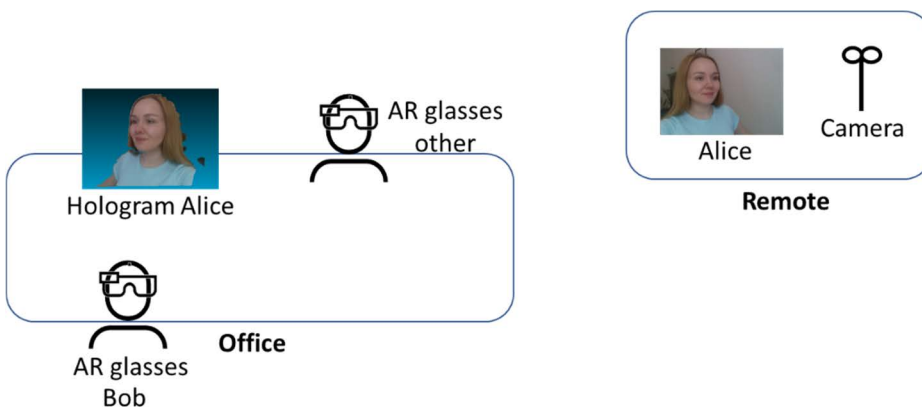 AR glasses
other
Hologram Alice
AR glasses
Bob
Office
Alice
Camera
Remote